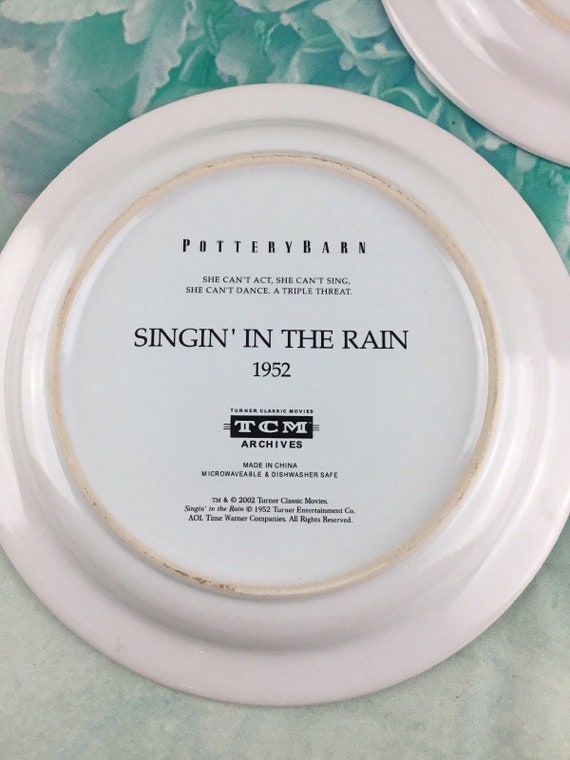 POTTERYBARN
SHE CAN'T ACT, SHE CAN'T SING,
SHE CAN'T DANCE. A TRIPLE THREAT.
SINGIN' IN THE RAIN
1952
TURNER CLASSIC MOVIES
TCM
ARCHIVES
MADE IN CHINA
MICROWAVEABLE & DISHWASHER SAFE
TM & © 2002 Turner Classic Movies.
Singin' in the Rain © 1952 Turner Entertainment Co.
AOL Time Warner Companies. All Rights Reserved.